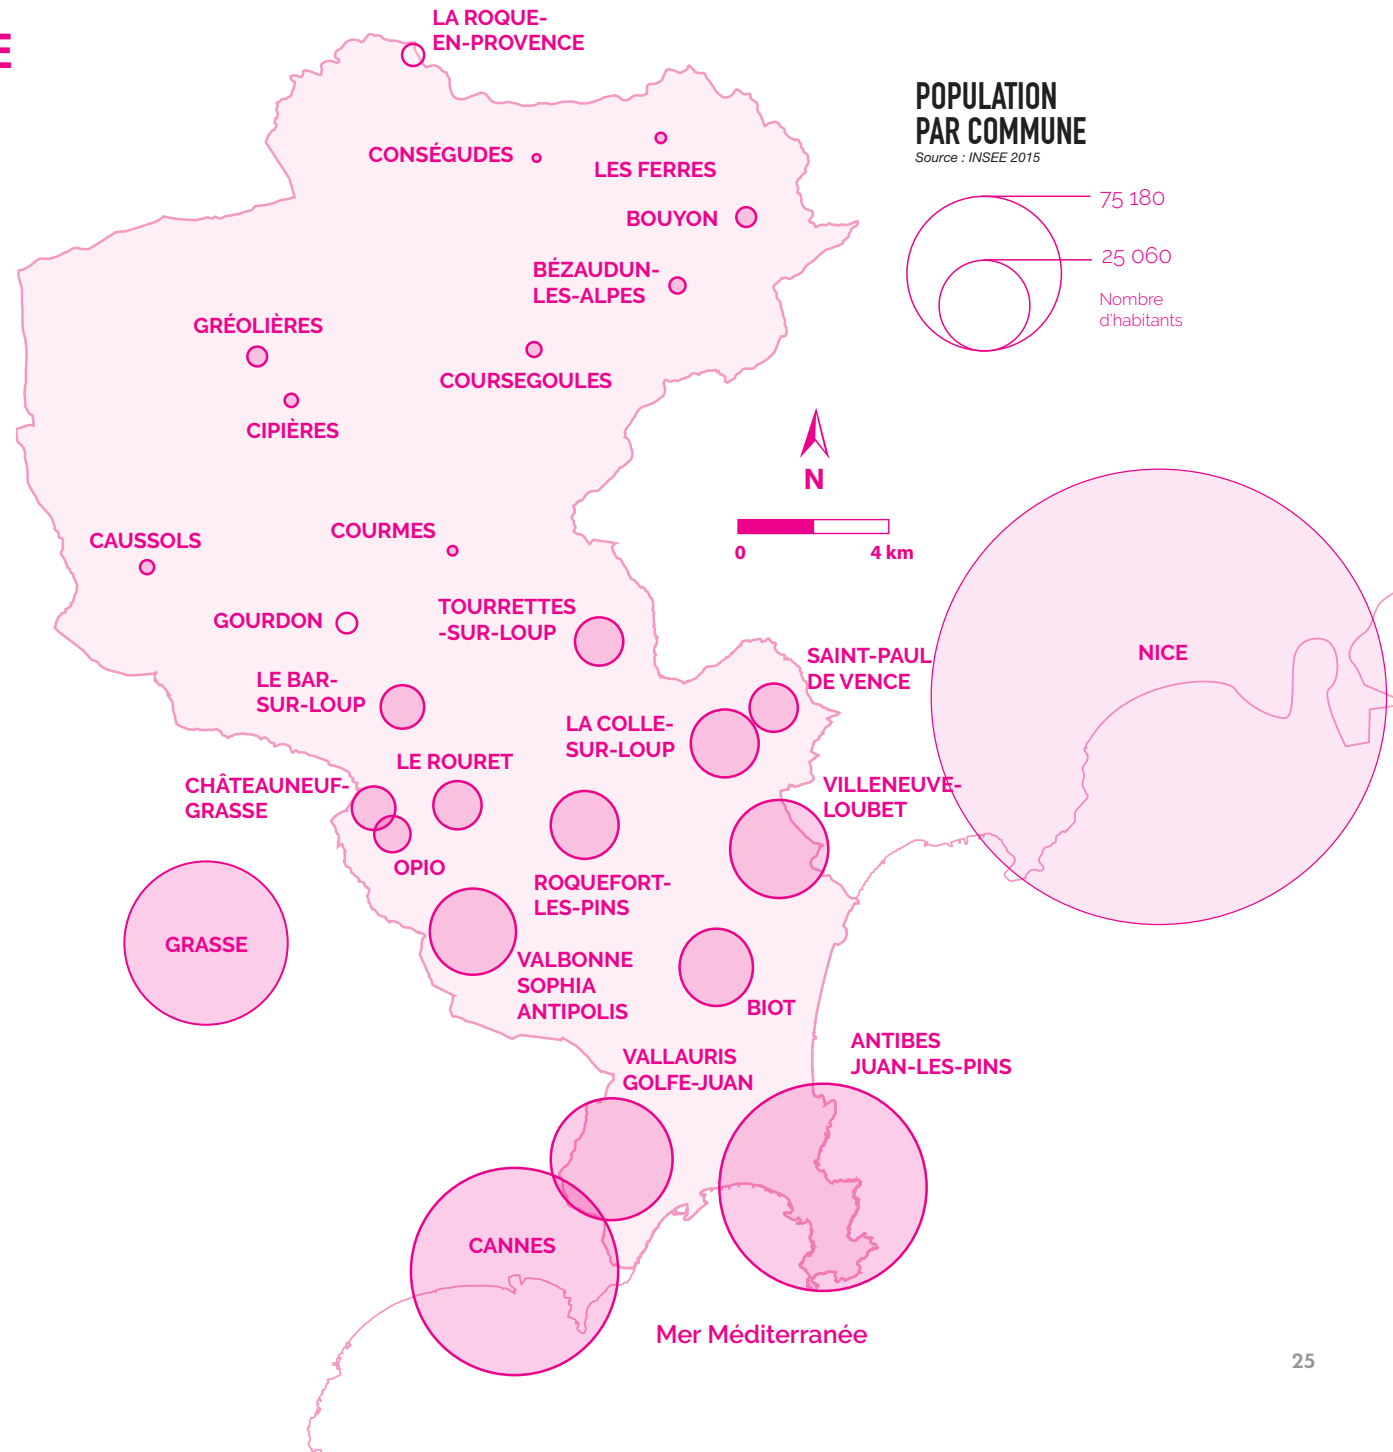 E
LA ROQUE-
EN-PROVENCE
POPULATION
PAR COMMUNE
Source : INSEE 2015
75 180
25 060
Nombre
d'habitants
CONSÉGUDES
LES FERRES
BOUYON
BÉZAUDUN-
LES-ALPES
GRÉOLIÈRES
COURSEGOULES
CIPIÈRES
N
0
4 km
CAUSSOLS
COURMES
GOURDON
TOURRETTES
-SUR-LOUP
NICE
SAINT-PAUL
DE VENCE
LE BAR-
SUR-LOUP
LA COLLE-
SUR-LOUP
LE ROURET
CHÂTEAUNEUF-
GRASSE
VILLENEUVE-
LOUBET
OPIO
ROQUEFORT-
LES-PINS
GRASSE
VALBONNE
SOPHIA
ANTIPOLIS
BIOT
VALLAURIS
GOLFE-JUAN
ANTIBES
JUAN-LES-PINS
CANNES
Mer Méditerranée
25